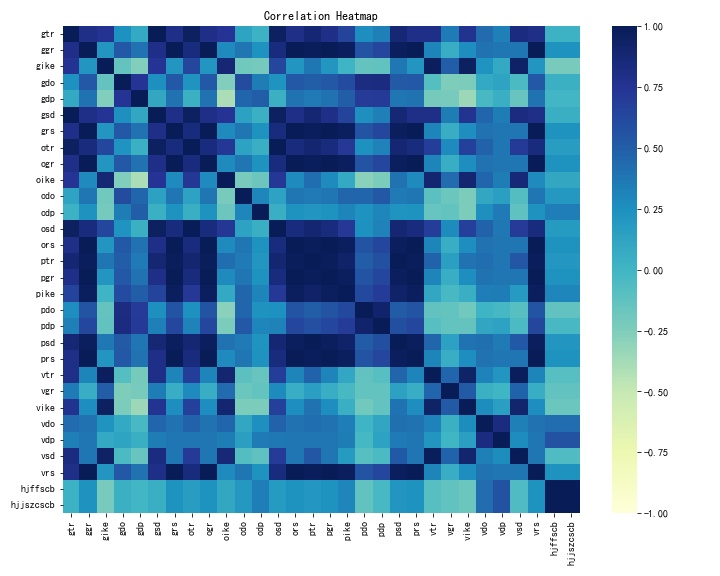 Correlation Heatmap
gtr
ggr
gike
gdo
gdp
gsd
grs
otr
ogr
oike
odo
odp
osd
ors
ptr
pgr
pike
pdo
pdp
psd
prs
vtr
vgr
vike
vdo
vdp
vsd
vrs
hjffscb
hjjszcscb
gtr
ggr
gike
gdo
gdp
gsd
grs
otr
ogr
oike
odo
odp
osd
ors
ptr
pgr
pike
pdo
pdp
psd
prs
vtr
vgr
vike
vdo
vdp
vsd
vrs
hjffscb
hjjszcscb
1.00
0.75
0.50
0.25
0.00
−0.25
−0.50
−0.75
−1.00